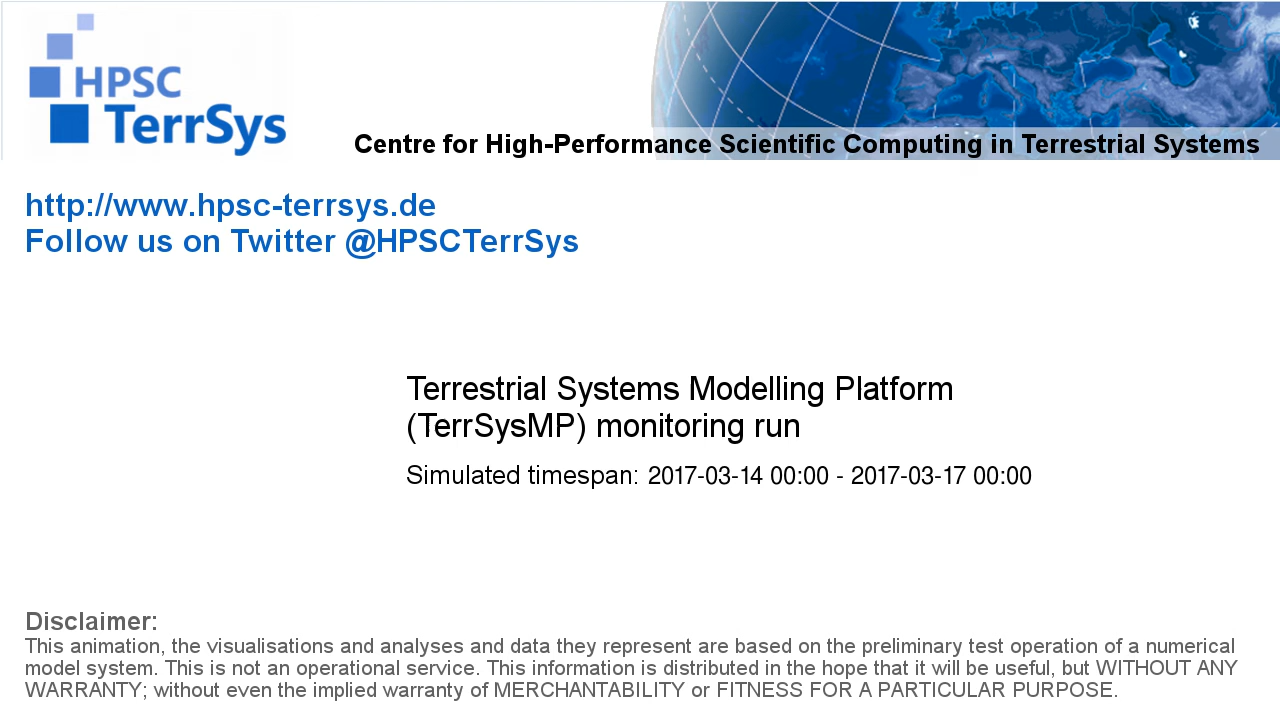 HPSC
TerrSys
Centre for High-Performance Scientific Computing in Terrestrial Systems
http://www.hpsc-terrsys.de
Follow us on Twitter @HPSCTerrSys
Terrestrial Systems Modelling Platform
(TerrSysMP) monitoring run
Simulated timespan: 2017-03-14 00:00 - 2017-03-17 00:00
Disclaimer:
This animation, the visualisations and analyses and data they represent are based on the preliminary test operation of a numerical
model system. This is not an operational service. This information is distributed in the hope that it will be useful, but WITHOUT ANY
WARRANTY; without even the implied warranty of MERCHANTABILITY or FITNESS FOR A PARTICULAR PURPOSE.